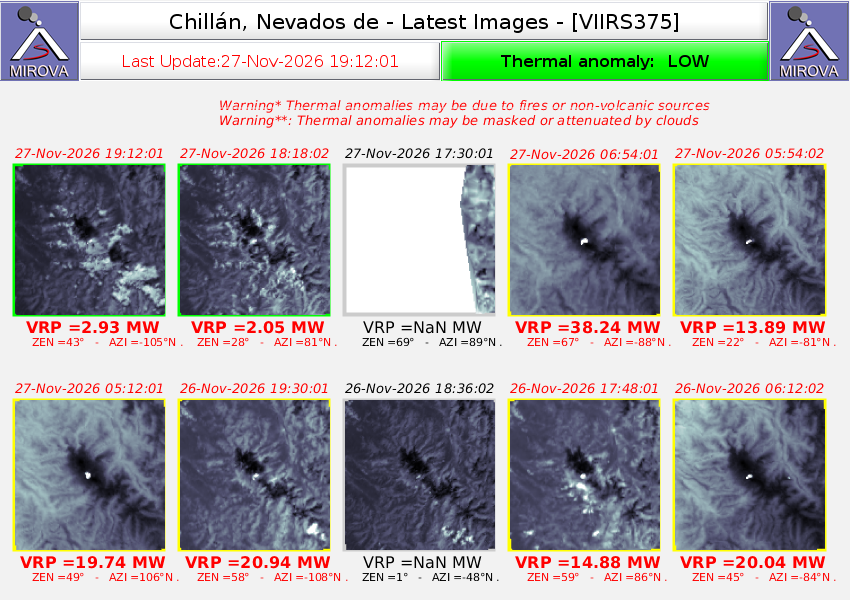 Chillán, Nevados de - Latest Images - [VIIRS375]
MIROVA
Last Update:27-Nov-2026 19:12:01
Thermal anomaly: LOW
MIROVA
Warning* Thermal anomalies may be due to fires or non-volcanic sources
Warning**: Thermal anomalies may be masked or attenuated by clouds
27-Nov-2026 19:12:01 27-Nov-2026 18:18:02 27-Nov-2026 17:30:01 27-Nov-2026 06:54:01 27-Nov-2026 05:54:02
VRP =2.93 MW VRP =2.05 MW VRP =NaN MW VRP =38.24 MW VRP =13.89 MW
ZEN =43° - AZI =-105°N . ZEN =28° - AZI =81°N . ZEN =69° - AZI =89°N . ZEN =67° - AZI =-88°N . ZEN =22° - AZI =-81°N .
27-Nov-2026 05:12:01 26-Nov-2026 19:30:01 26-Nov-2026 18:36:02 26-Nov-2026 17:48:01 26-Nov-2026 06:12:02
VRP =19.74 MW VRP =20.94 MW VRP =NaN MW VRP =14.88 MW VRP =20.04 MW
ZEN =49° - AZI =106°N . ZEN =58° - AZI =-108°N . ZEN =1° - AZI =-48°N . ZEN =59° - AZI =86°N . ZEN =45° - AZI =-84°N .